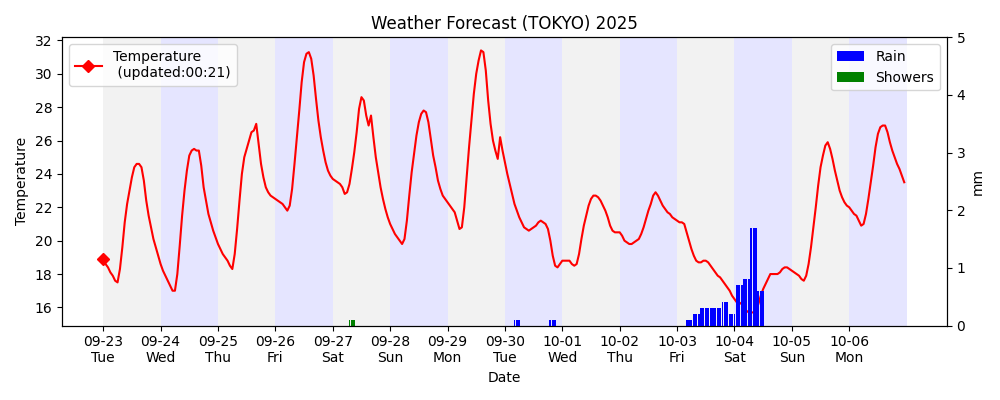 Weather Forecast (TOKYO) 2025
Temperature
(updated:00:21)
Rain
Showers
32
30
28
26
24
22
20
18
16
Temperature
5
4
3
2
1
0
mm
09-23 09-24 09-25 09-26 09-27 09-28 09-29 09-30 10-01 10-02 10-03 10-04 10-05 10-06
Tue Wed Thu Fri Sat Sun Mon Tue Wed Thu Fri Sat Sun Mon
Date